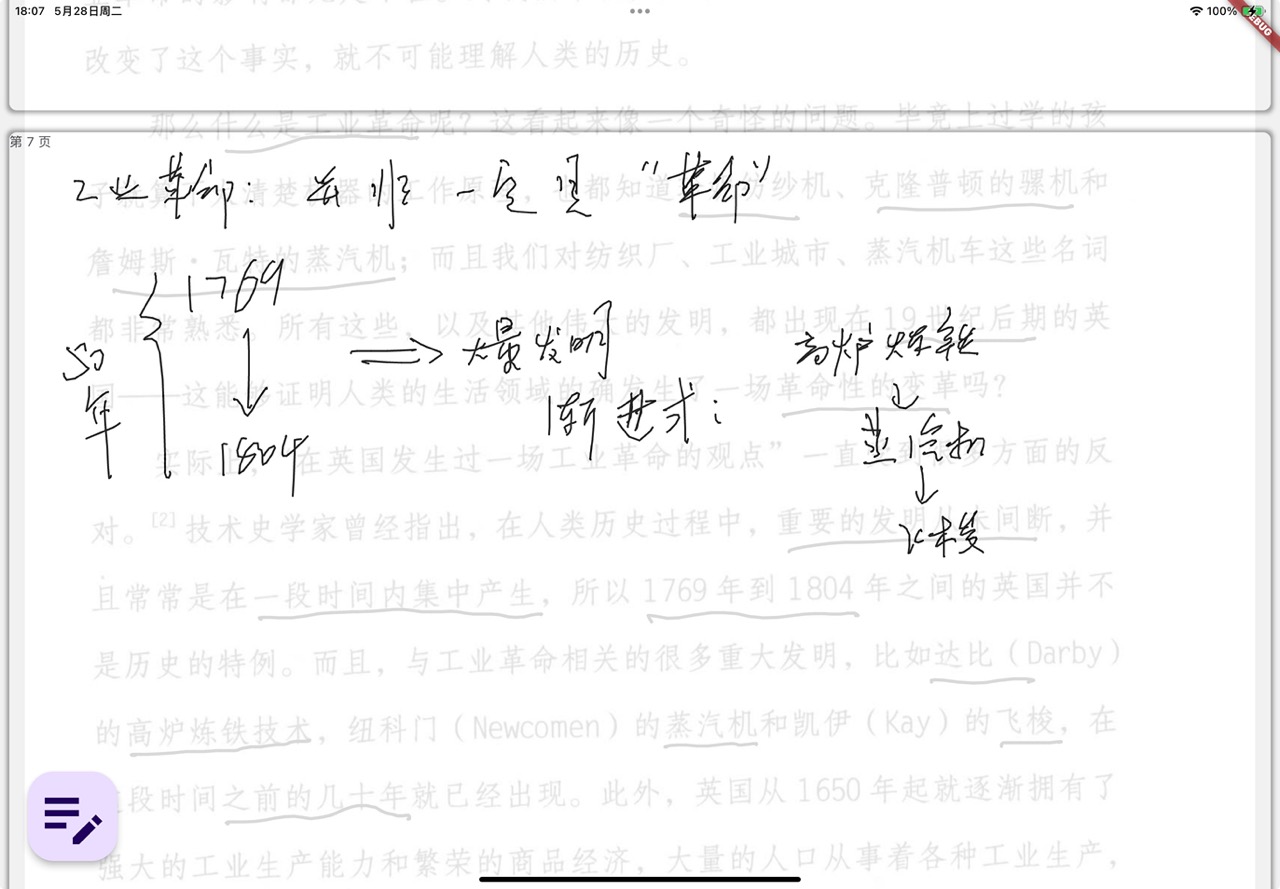 18:07 5月28日周二
100%
DEBUG
改变了这个事实，就不可能理解人类的历史。
第 7 页
那么什么是工业革命呢？这看起来像一个奇怪的问题。毕竟上过学的孩
工业革命： 并非一定是“革命”
清楚 器 工作原 ，也都知道 纺纱机、克隆普顿的骡机和
詹姆斯·瓦特的蒸汽机；而且我们对纺织厂、工业城市、蒸汽机车这些名词
1769
都非常熟悉。所有这些，以及其他伟大的发明，都出现在19世纪后期的英
大量发明
高炉炼铁
50年
——这能够证明人类的生活领域的确发生了一场革命性的变革吗？
渐进式：
蒸汽机
1804
实际上，“在英国发生过一场工业革命的观点”一直受到很多方面的反
飞梭
对。[2] 技术史学家曾经指出，在人类历史过程中，重要的发明从未间断，并
且常常是在一段时间内集中产生，所以 1769 年到 1804 年之间的英国并不
是历史的特例。而且，与工业革命相关的很多重大发明，比如达比（Darby）
的高炉炼铁技术，纽科门（Newcomen）的蒸汽机和凯伊（Kay）的飞梭，在
段时间之前的几十年就已经出现。此外，英国从 1650 年起就逐渐拥有了
强大的工业生产能力和繁荣的商品经济，大量的人口从事着各种工业生产，